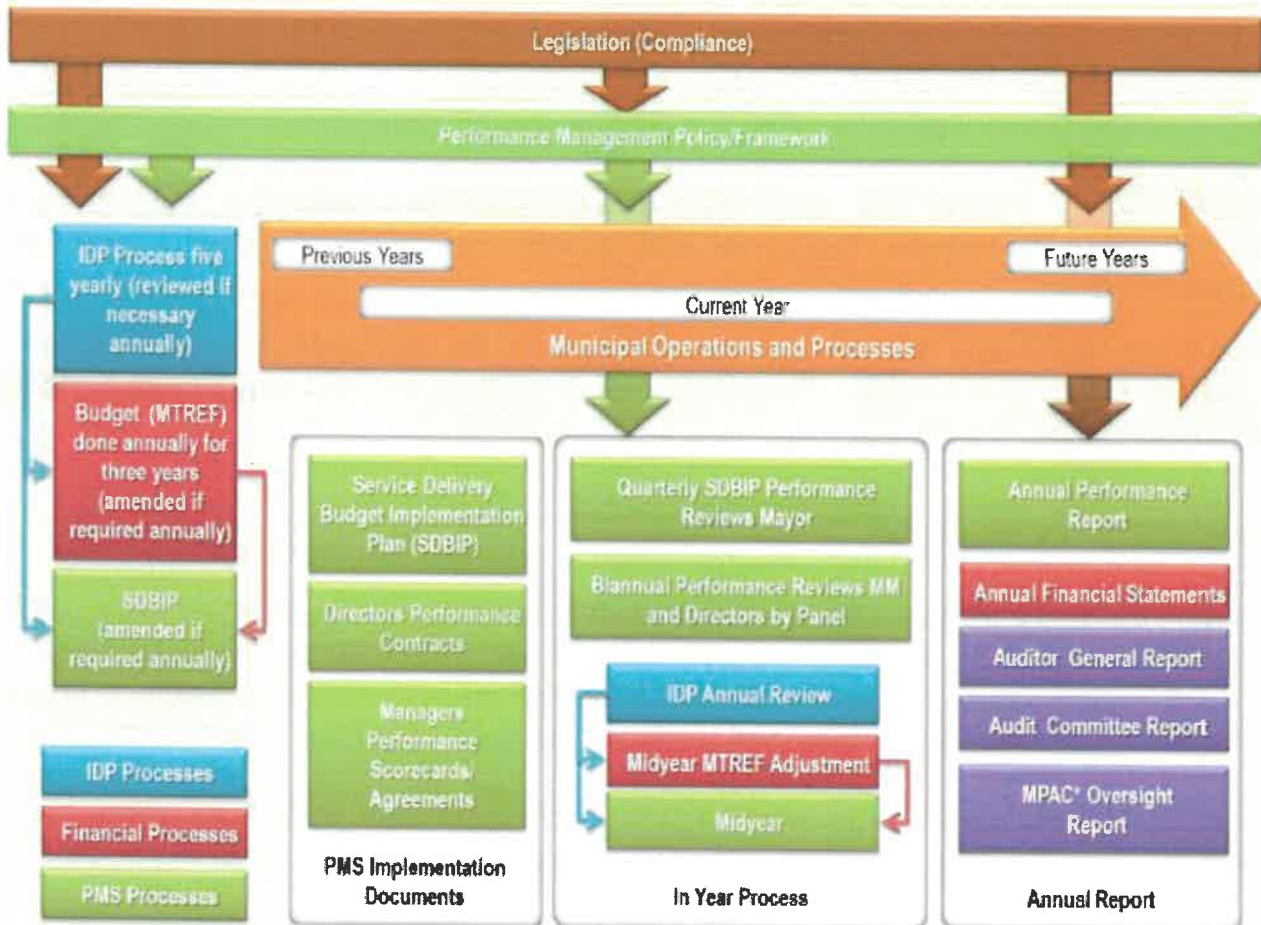 Legislation (Compliance)
Performance Management Policy/Framework
IDP Process five
yearly (reviewed if
necessary
annually)
Budget (MTREF)
done annually for
three years
(amended if
required annually)
SDBIP
(amended if
required annually)
IDP Processes
Financial Processes
PMS Processes
Previous Years
Future Years
Current Year
Municipal Operations and Processes
Service Delivery
Budget Implementation
Plan (SDBIP)
Directors Performance
Contracts
Managers
Performance
Scorecards/
Agreements
PMS Implementation
Documents
Quarterly SDBIP Performance
Reviews Mayor
Biannual Performance Reviews MM
and Directors by Panel
IDP Annual Review
Midyear MTREF Adjustment
Midyear
In Year Process
Annual Performance
Report
Annual Financial Statements
Auditor General Report
Audit Committee Report
MPAC* Oversight
Report
Annual Report